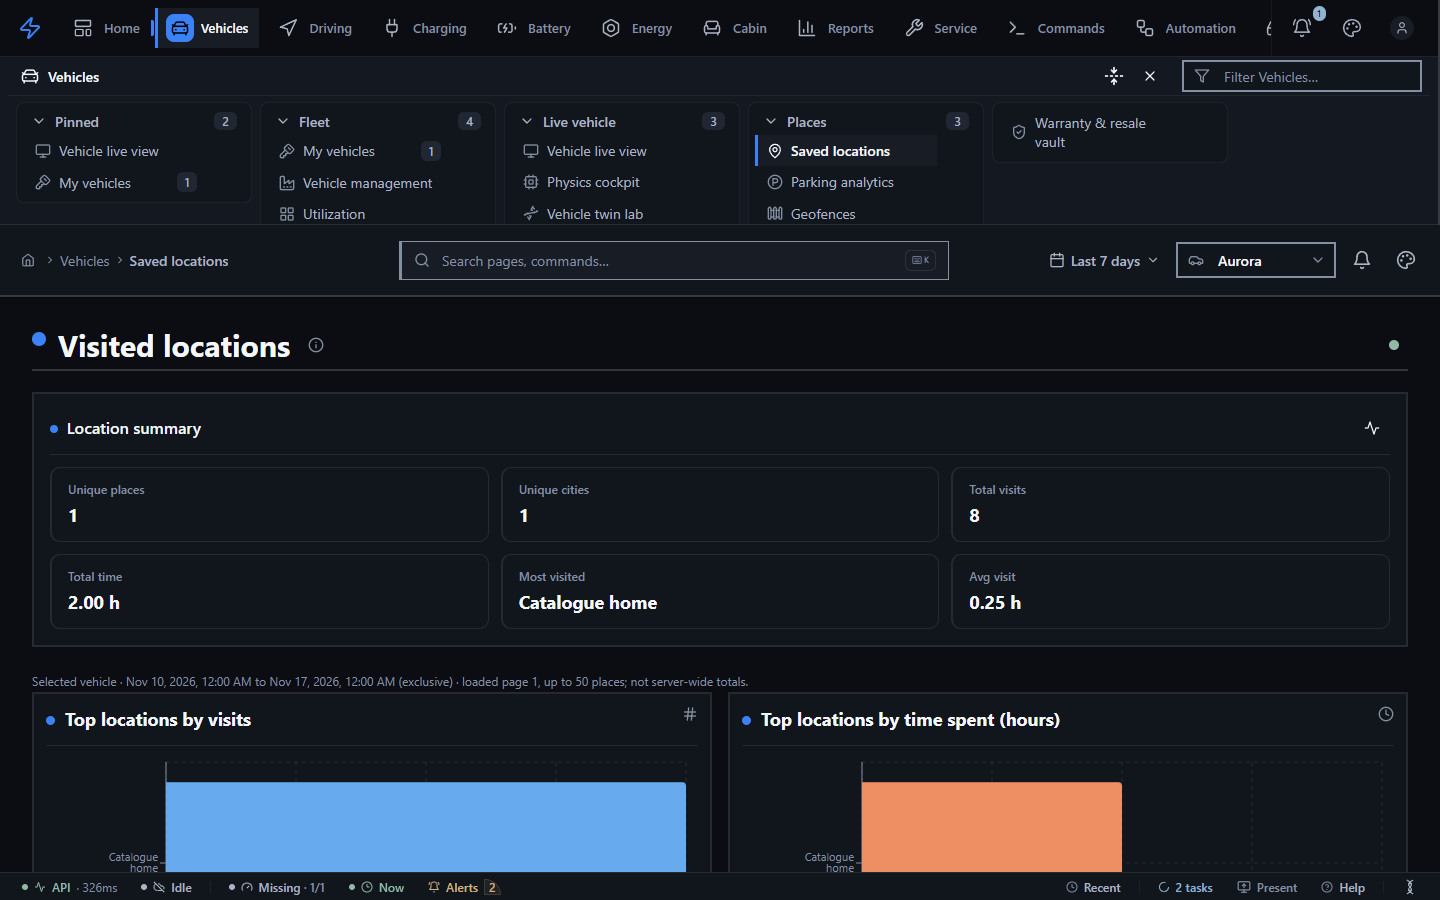 Home
Vehicles
Driving
Charging
Battery
Energy
Cabin
Reports
Service
Commands
Automation
1
Vehicles
Filter Vehicles...
Pinned 2
Vehicle live view
My vehicles 1
Fleet 4
My vehicles 1
Vehicle management
Utilization
Live vehicle 3
Vehicle live view
Physics cockpit
Vehicle twin lab
Places 3
Saved locations
Parking analytics
Geofences
Warranty & resale
vault
Vehicles
Saved locations
Search pages, commands...
K
Last 7 days
Aurora
Visited locations
Location summary
Unique places
1
Unique cities
1
Total visits
8
Total time
2.00 h
Most visited
Catalogue home
Avg visit
0.25 h
Selected vehicle · Nov 10, 2026, 12:00 AM to Nov 17, 2026, 12:00 AM (exclusive) · loaded page 1, up to 50 places; not server-wide totals.
Top locations by visits
Catalogue
home
Top locations by time spent (hours)
Catalogue
home
API · 326ms
Idle
Missing · 1/1
Now
Alerts 2
Recent
2 tasks
Present
Help